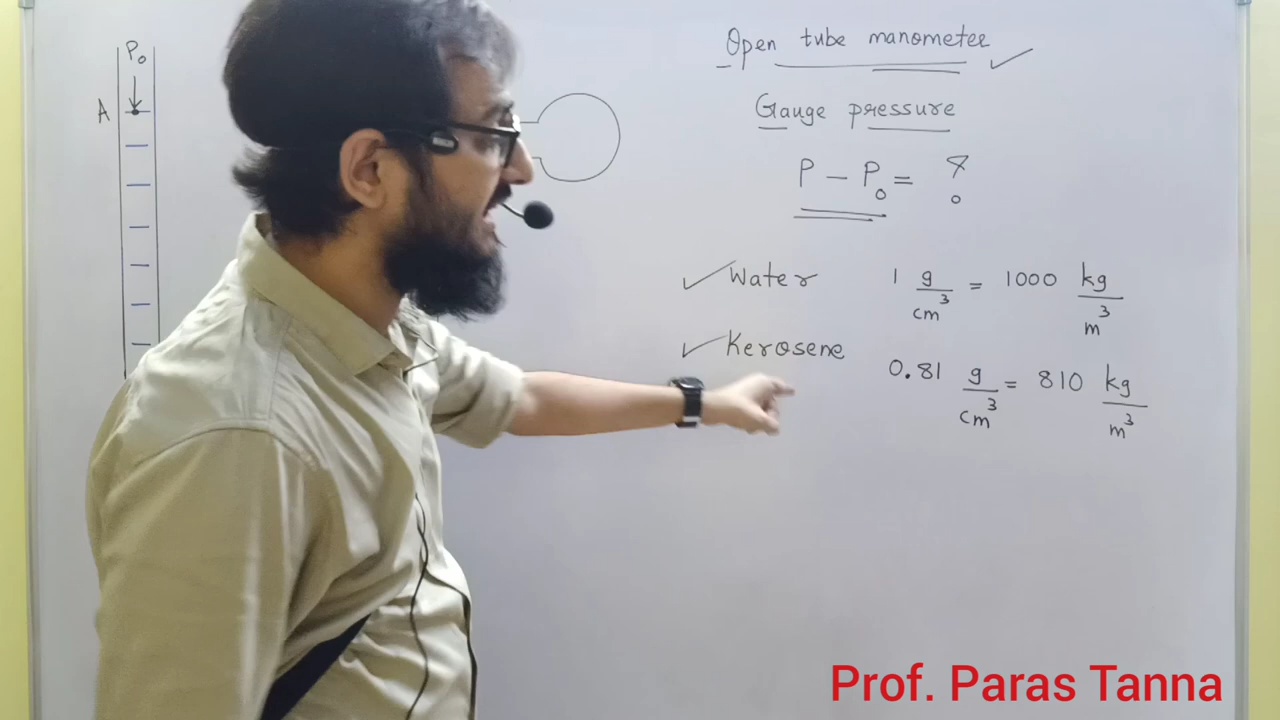 P₀
A
Open tube manometer
Gauge pressure
P - P₀ = ?
Water 1 g/cm³ = 1000 kg/m³
Kerosene 0.81 g/cm³ = 810 kg/m³
Prof. Paras Tanna